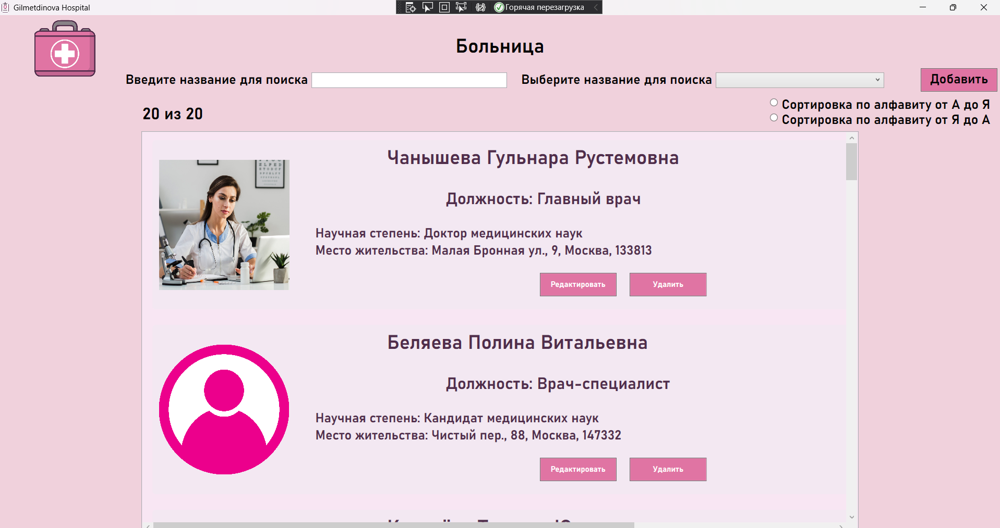 Gilmetdinova Hospital
Горячая перезагрузка
Больница
Введите название для поиска
Выберите название для поиска
Добавить
20 из 20
Сортировка по алфавиту от А до Я
Сортировка по алфавиту от Я до А
Чанышева Гульнара Рустемовна
Должность: Главный врач
Научная степень: Доктор медицинских наук
Место жительства: Малая Бронная ул., 9, Москва, 133813
Редактировать
Удалить
Беляева Полина Витальевна
Должность: Врач-специалист
Научная степень: Кандидат медицинских наук
Место жительства: Чистый пер., 88, Москва, 147332
Редактировать
Удалить